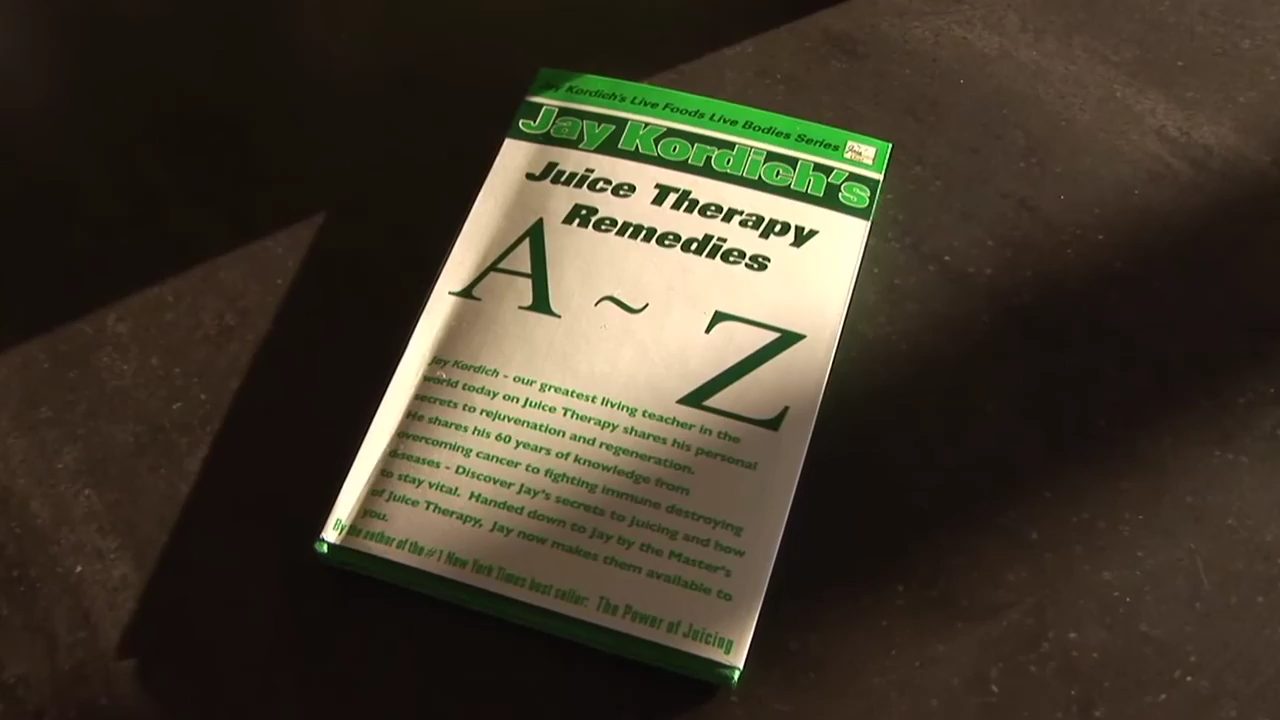 Jay Kordich's Live Foods Live Bodies Series
Jay Kordich's
Juice Therapy
Remedies
A ~ Z
Jay Kordich - our greatest living teacher in the
world today on Juice Therapy shares his personal
secrets to rejuvenation and regeneration.
He shares his 60 years of knowledge from
overcoming cancer to fighting immune destroying
diseases - Discover Jay's secrets to Juicing and how
to stay vital. Handed down to Jay by the Master's
of Juice Therapy, Jay now makes them available to
you.
By the author of the #1 New York Times best seller: The Power of Juicing